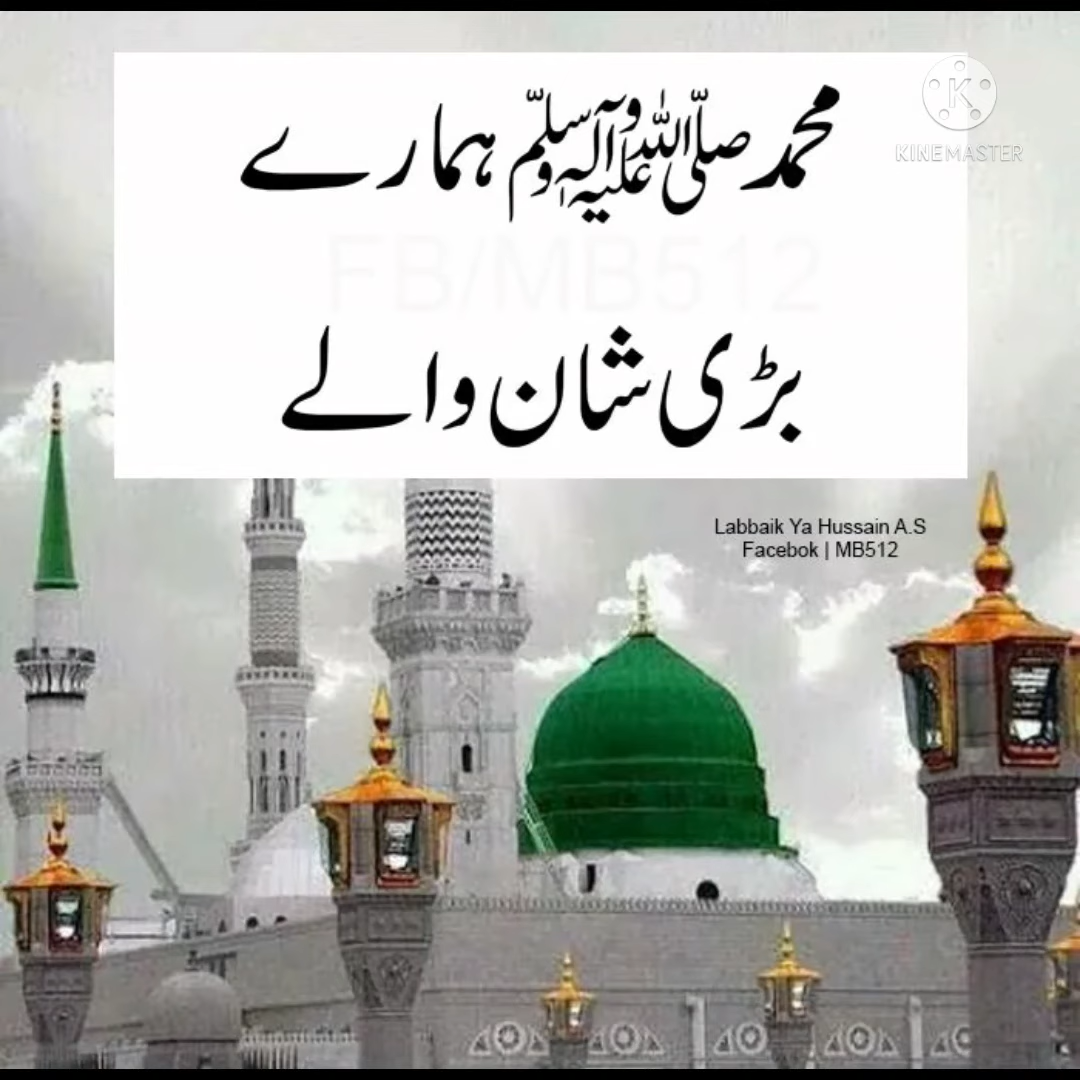 محمد صلی اللہ علیہ وآلہ وسلم ہمارے
بڑی شان والے
FB/MB512
Labbaik Ya Hussain A.S
Facebok | MB512
K
KINEMASTER